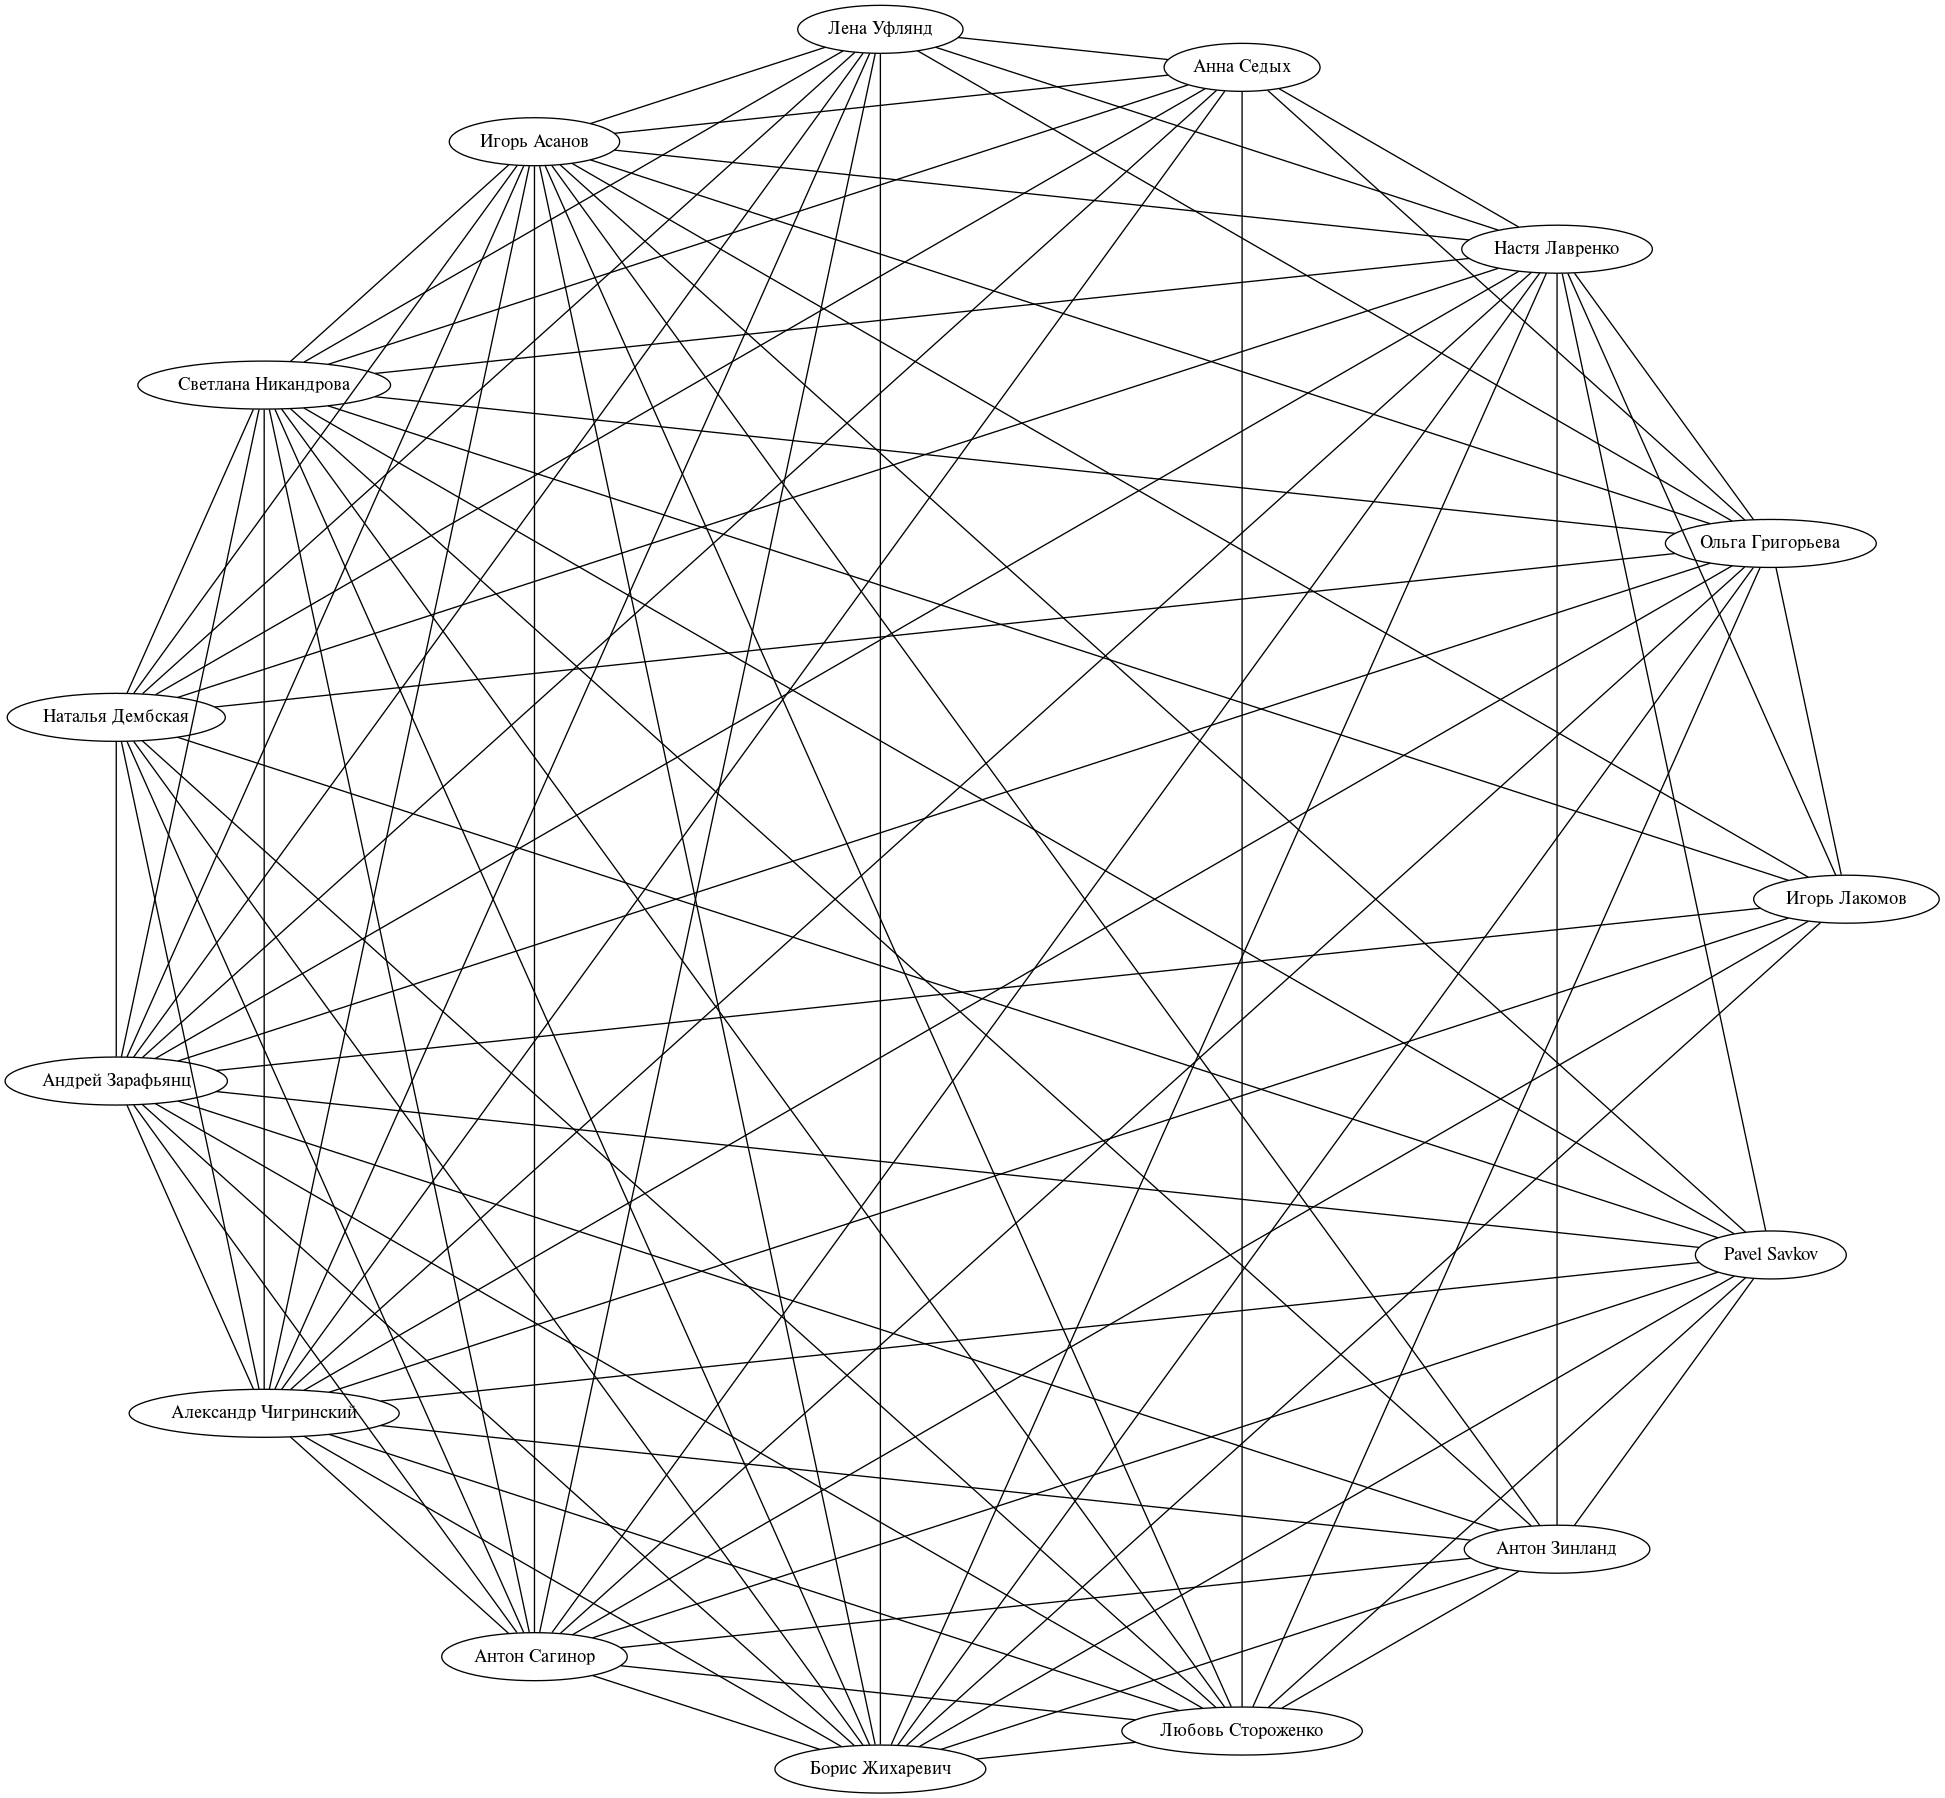 Лена Уфлянд
Анна Седых
Игорь Асанов
Настя Лавренко
Светлана Никандрова
Ольга Григорьева
Наталья Дембская
Игорь Лакомов
Андрей Зарафьянц
Pavel Savkov
Александр Чигринский
Антон Зинланд
Антон Сагинор
Любовь Стороженко
Борис Жихаревич